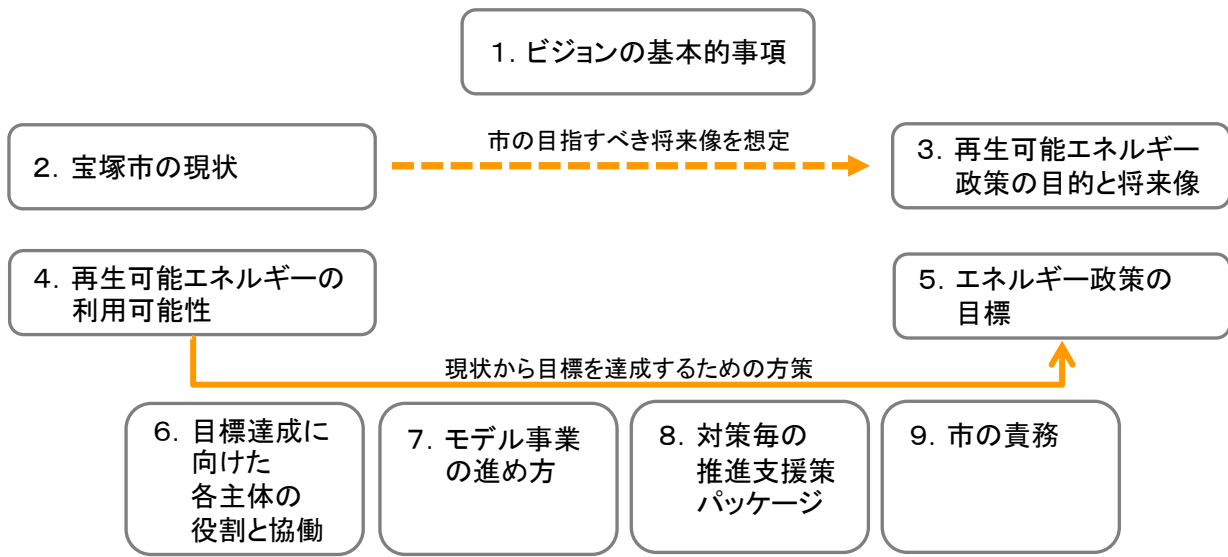 1．ビジョンの基本的事項
市の目指すべき将来像を想定
2．宝塚市の現状
3．再生可能エネルギー
政策の目的と将来像
4．再生可能エネルギーの
利用可能性
5．エネルギー政策の
目標
現状から目標を達成するための方策
6．目標達成に
向けた
各主体の
役割と協働
7．モデル事業
の進め方
8．対策毎の
推進支援策
パッケージ
9．市の責務